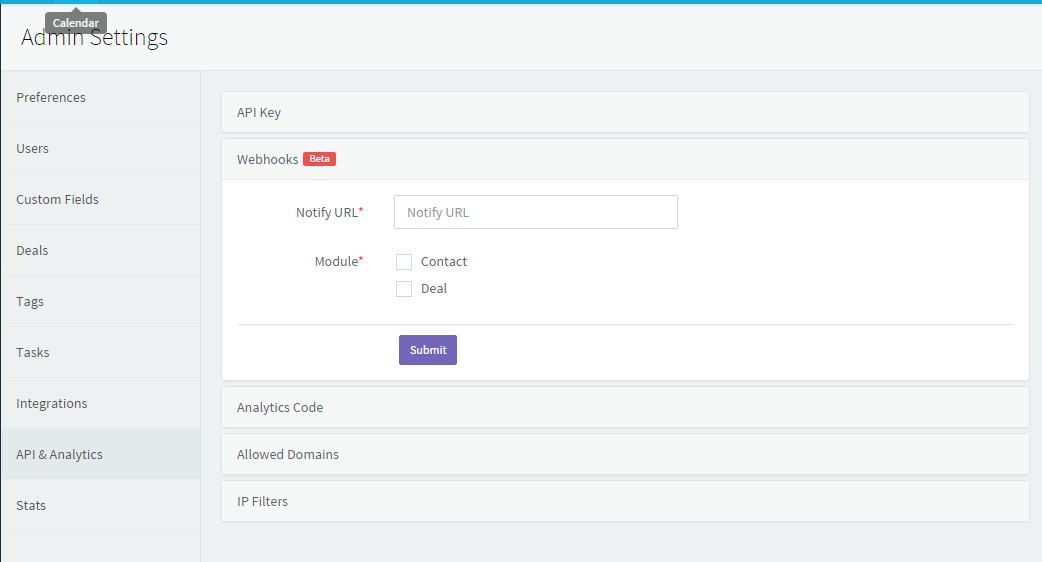 Calendar
Admin Settings
Preferences
Users
Custom Fields
Deals
Tags
Tasks
Integrations
API & Analytics
Stats
API Key
Webhooks Beta
Notify URL* Notify URL
Module* Contact
Deal
Submit
Analytics Code
Allowed Domains
IP Filters